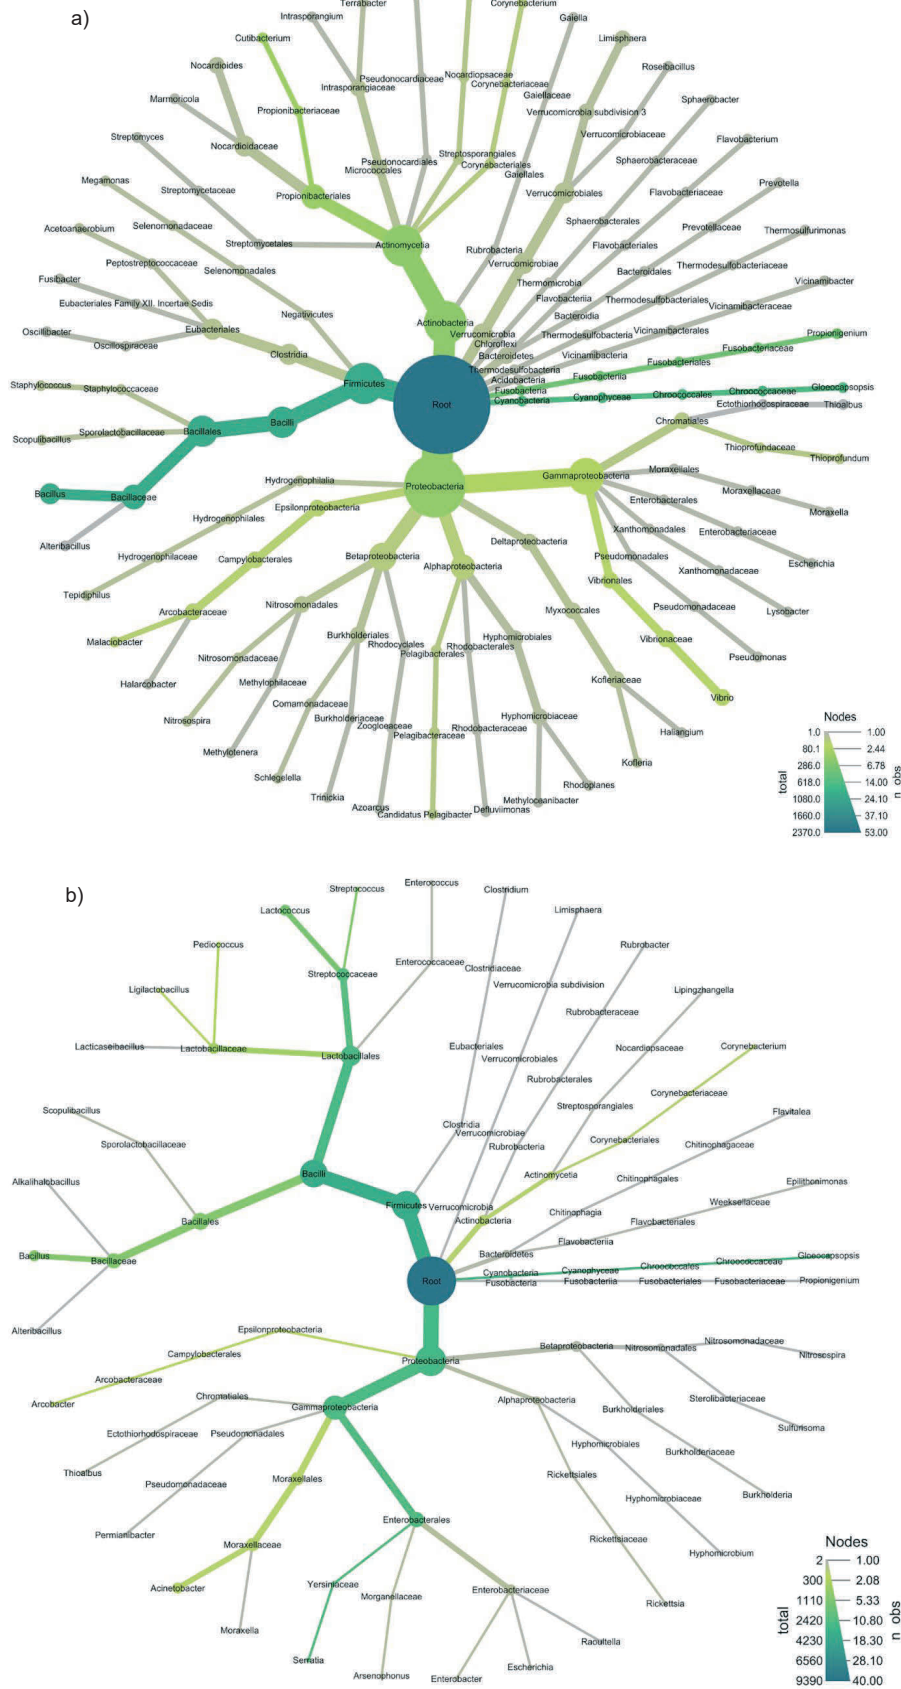 a)
Terrabacter
Corynebacterium
Intrasporangium
Gaiella
Cutibacterium
Limisphaera
Nocardioides
Roseibacillus
Pseudonocardiaceae
Nocardiopsaceae
Corynebacteriaceae
Intrasporangiaceae
Gaiellaceae
Marmoricola
Sphaerobacter
Propionibacteriaceae
Verrucomicrobia subdivision 3
Verrucomicrobiaceae
Streptomyces
Flavobacterium
Nocardioidaceae
Streptosporangiales
Pseudonocardiales
Corynebacteriales
Micrococcales
Gaiellales
Sphaerobacteraceae
Megamonas
Prevotella
Streptomycetaceae
Propionibacteriales
Verrucomicrobiales
Flavobacteriaceae
Acetoanaerobium
Selenomonadaceae
Sphaerobacterales
Prevotellaceae
Thermosulfurimonas
Streptomycetales
Actinomycetia
Rubrobacteria
Flavobacteriales
Peptostreptococcaceae
Selenomonadales
Verrucomicrobiae
Bacteroidales
Thermodesulfobacteriaceae
Fusibacter
Thermomicrobia
Vicinamibacter
Eubacteriales Family XII. Incertae Sedis
Flavobacteriia
Thermodesulfobacteriales
Vicinamibacteraceae
Negativicutes
Bacteroidia
Oscillibacter
Eubacteriales
Actinobacteria
Vicinamibacterales
Propionigenium
Oscillospiraceae
Verrucomicrobia
Thermodesulfobacteria
Chloroflexi
Fusobacteriaceae
Clostridia
Bacteroidetes
Vicinamibacteria
Fusobacteriales
Thermodesulfobacteria
Fusobacteriia
Firmicutes
Acidobacteria
Staphylococcus
Staphylococcaceae
Fusobacteria
Gloeocapsopsis
Chroococcaceae
Chroococcales
Cyanophyceae
Cyanobacteria
Root
Ectothiorhodospiraceae
Thioalbus
Bacilli
Chromatiales
Bacillales
Sporolactobacillaceae
Scopulibacillus
Thioprofundaceae
Thioprofundum
Moraxellales
Gammaproteobacteria
Hydrogenophilalia
Proteobacteria
Moraxellaceae
Bacillus
Bacillaceae
Enterobacterales
Epsilonproteobacteria
Moraxella
Hydrogenophilales
Xanthomonadales
Enterobacteriaceae
Deltaproteobacteria
Alteribacillus
Betaproteobacteria
Pseudomonadales
Hydrogenophilaceae
Campylobacterales
Alphaproteobacteria
Escherichia
Xanthomonadaceae
Vibrionales
Tepidiphilus
Nitrosomonadales
Pseudomonadaceae
Arcobacteraceae
Myxococcales
Lysobacter
Burkholderiales
Hyphomicrobiales
Malaciobacter
Rhodocyclales
Vibrionaceae
Rhodobacterales
Pelagibacterales
Nitrosomonadaceae
Pseudomonas
Kofleriaceae
Halarcobacter
Methylophilaceae
Vibrio
Comamonadaceae
Hyphomicrobiaceae
Nitrosospira
Burkholderiaceae
Zoogloeaceae
Rhodobacteraceae
Pelagibacteraceae
Haliangium
Methylotenera
Kofleria
Schlegelella
Rhodoplanes
Trinickia
Methyloceanibacter
Azoarcus
Defluviimonas
Candidatus Pelagibacter
Nodes
1.0 1.00
80.1 2.44
286.0 6.78
618.0 14.00
1080.0 24.10
1660.0 37.10
2370.0 53.00
total
n_obs
b)
Enterococcus
Streptococcus
Clostridium
Lactococcus
Limisphaera
Pediococcus
Rubrobacter
Enterococcaceae
Clostridiaceae
Streptococcaceae
Verrucomicrobia subdivision
Ligilactobacillus
Lipingzhangella
Rubrobacteraceae
Lacticaseibacillus
Lactobacillaceae
Eubacteriales
Nocardiopsaceae
Corynebacterium
Lactobacillales
Verrucomicrobiales
Rubrobacterales
Corynebacteriaceae
Scopulibacillus
Streptosporangiales
Flavitalea
Clostridia
Verrucomicrobiae
Sporolactobacillaceae
Corynebacteriales
Chitinophagaceae
Rubrobacteria
Bacilli
Actinomycetia
Chitinophagales
Alkalihalobacillus
Epilithonimonas
Firmicutes
Verrucomicrobia
Weeksellaceae
Chitinophagia
Bacillales
Actinobacteria
Flavobacteriales
Flavobacteriia
Bacteroidetes
Bacillus
Bacillaceae
Gloeocapsopsis
Chroococcaceae
Chroococcales
Cyanophyceae
Cyanobacteria
Root
Fusobacteria
Fusobacteriia
Fusobacteriales
Fusobacteriaceae
Propionigenium
Alteribacillus
Epsilonproteobacteria
Nitrosomonadaceae
Betaproteobacteria
Nitrosomonadales
Campylobacterales
Proteobacteria
Nitrosospira
Arcobacteraceae
Chromatiales
Sterolibacteriaceae
Arcobacter
Gammaproteobacteria
Alphaproteobacteria
Burkholderiales
Sulfurisoma
Ectothiorhodospiraceae
Pseudomonadales
Hyphomicrobiales
Burkholderiaceae
Thioalbus
Moraxellales
Rickettsiales
Pseudomonadaceae
Burkholderia
Hyphomicrobiaceae
Enterobacterales
Permianibacter
Rickettsiaceae
Moraxellaceae
Hyphomicrobium
Yersiniaceae
Acinetobacter
Morganellaceae
Enterobacteriaceae
Rickettsia
Moraxella
Raoultella
Serratia
Escherichia
Arsenophonus
Enterobacter
Nodes
2 1.00
300 2.08
1110 5.33
2420 10.80
4230 18.30
6560 28.10
9390 40.00
total
n_obs